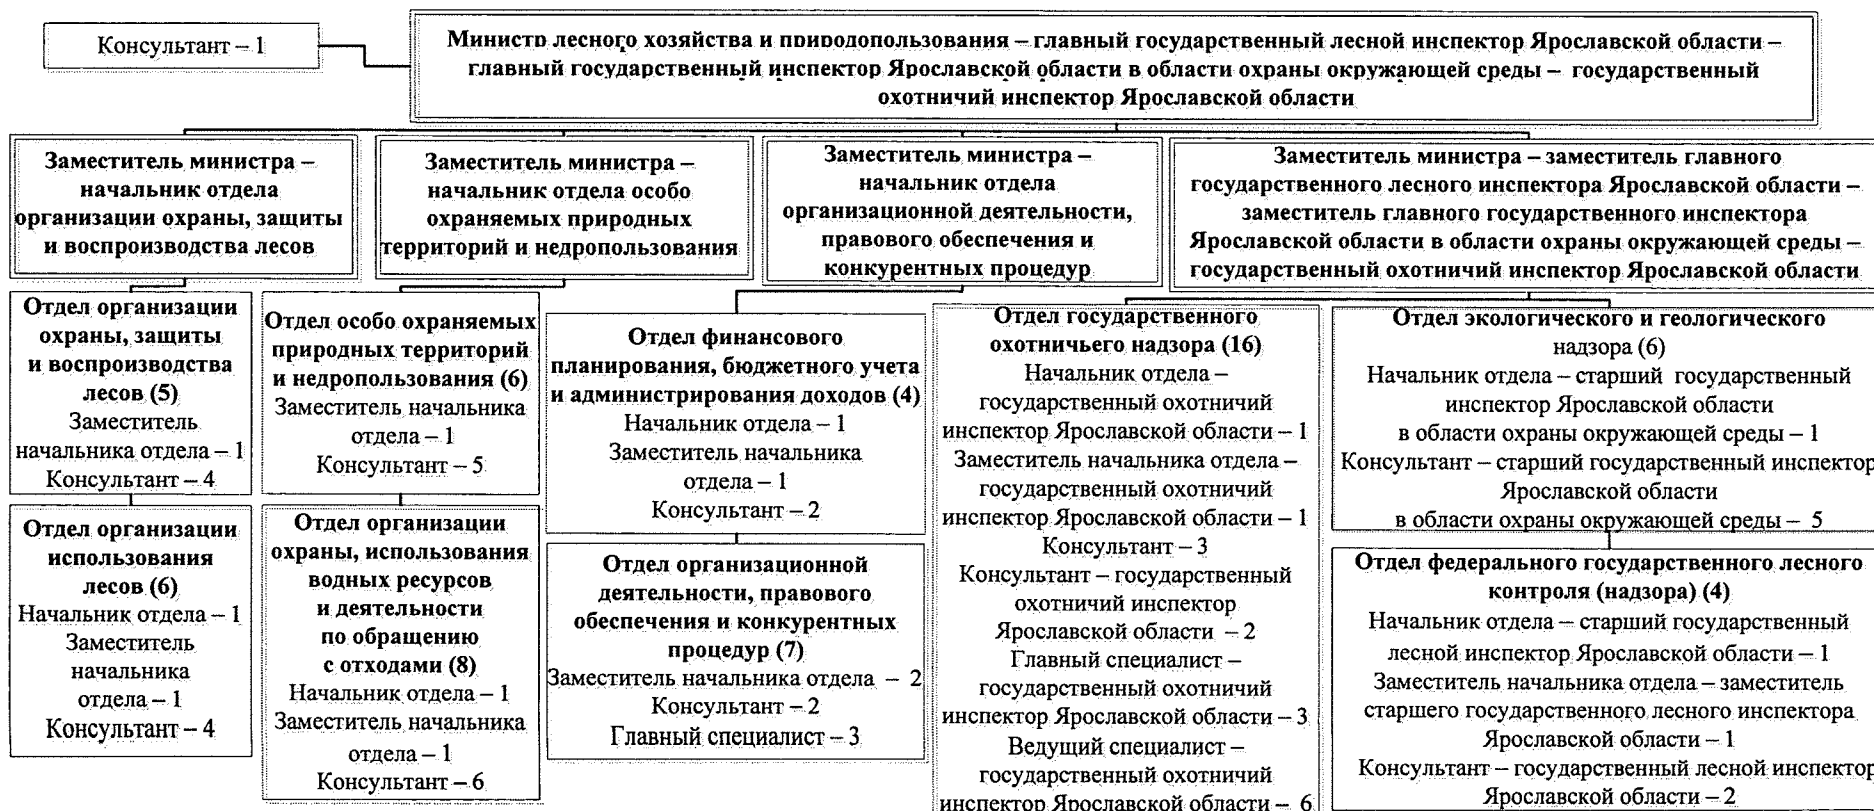 Консультант – 1
Министр лесного хозяйства и природопользования – главный государственный лесной инспектор Ярославской области –
главный государственный инспектор Ярославской области в области охраны окружающей среды – государственный
охотничий инспектор Ярославской области
Заместитель министра –
начальник отдела
организации охраны, защиты
и воспроизводства лесов
Заместитель министра –
начальник отдела особо
охраняемых природных
территорий и недропользования
Заместитель министра –
начальник отдела
организационной деятельности,
правового обеспечения и
конкурентных процедур
Заместитель министра – заместитель главного
государственного лесного инспектора Ярославской области –
заместитель главного государственного инспектора
Ярославской области в области охраны окружающей среды –
государственный охотничий инспектор Ярославской области
Отдел организации
охраны, защиты
и воспроизводства
лесов (5)
Заместитель
начальника отдела – 1
Консультант – 4
Отдел организации
использования
лесов (6)
Начальник отдела – 1
Заместитель
начальника
отдела – 1
Консультант – 4
Отдел особо охраняемых
природных территорий
и недропользования (6)
Заместитель начальника
отдела – 1
Консультант – 5
Отдел организации
охраны, использования
водных ресурсов
и деятельности
по обращению
с отходами (8)
Начальник отдела – 1
Заместитель начальника
отдела – 1
Консультант – 6
Отдел финансового
планирования, бюджетного учета
и администрирования доходов (4)
Начальник отдела – 1
Заместитель начальника
отдела – 1
Консультант – 2
Отдел организационной
деятельности, правового
обеспечения и конкурентных
процедур (7)
Заместитель начальника отдела – 2
Консультант – 2
Главный специалист – 3
Отдел государственного
охотничьего надзора (16)
Начальник отдела –
государственный охотничий
инспектор Ярославской области – 1
Заместитель начальника отдела –
государственный охотничий
инспектор Ярославской области – 1
Консультант – 3
Консультант – государственный
охотничий инспектор
Ярославской области – 2
Главный специалист –
государственный охотничий
инспектор Ярославской области – 3
Ведущий специалист –
государственный охотничий
инспектор Ярославской области – 6
Отдел экологического и геологического
надзора (6)
Начальник отдела – старший государственный
инспектор Ярославской области
в области охраны окружающей среды – 1
Консультант – старший государственный инспектор
Ярославской области
в области охраны окружающей среды – 5
Отдел федерального государственного лесного
контроля (надзора) (4)
Начальник отдела – старший государственный
лесной инспектор Ярославской области – 1
Заместитель начальника отдела – заместитель
старшего государственного лесного инспектора
Ярославской области – 1
Консультант – государственный лесной инспектор
Ярославской области – 2